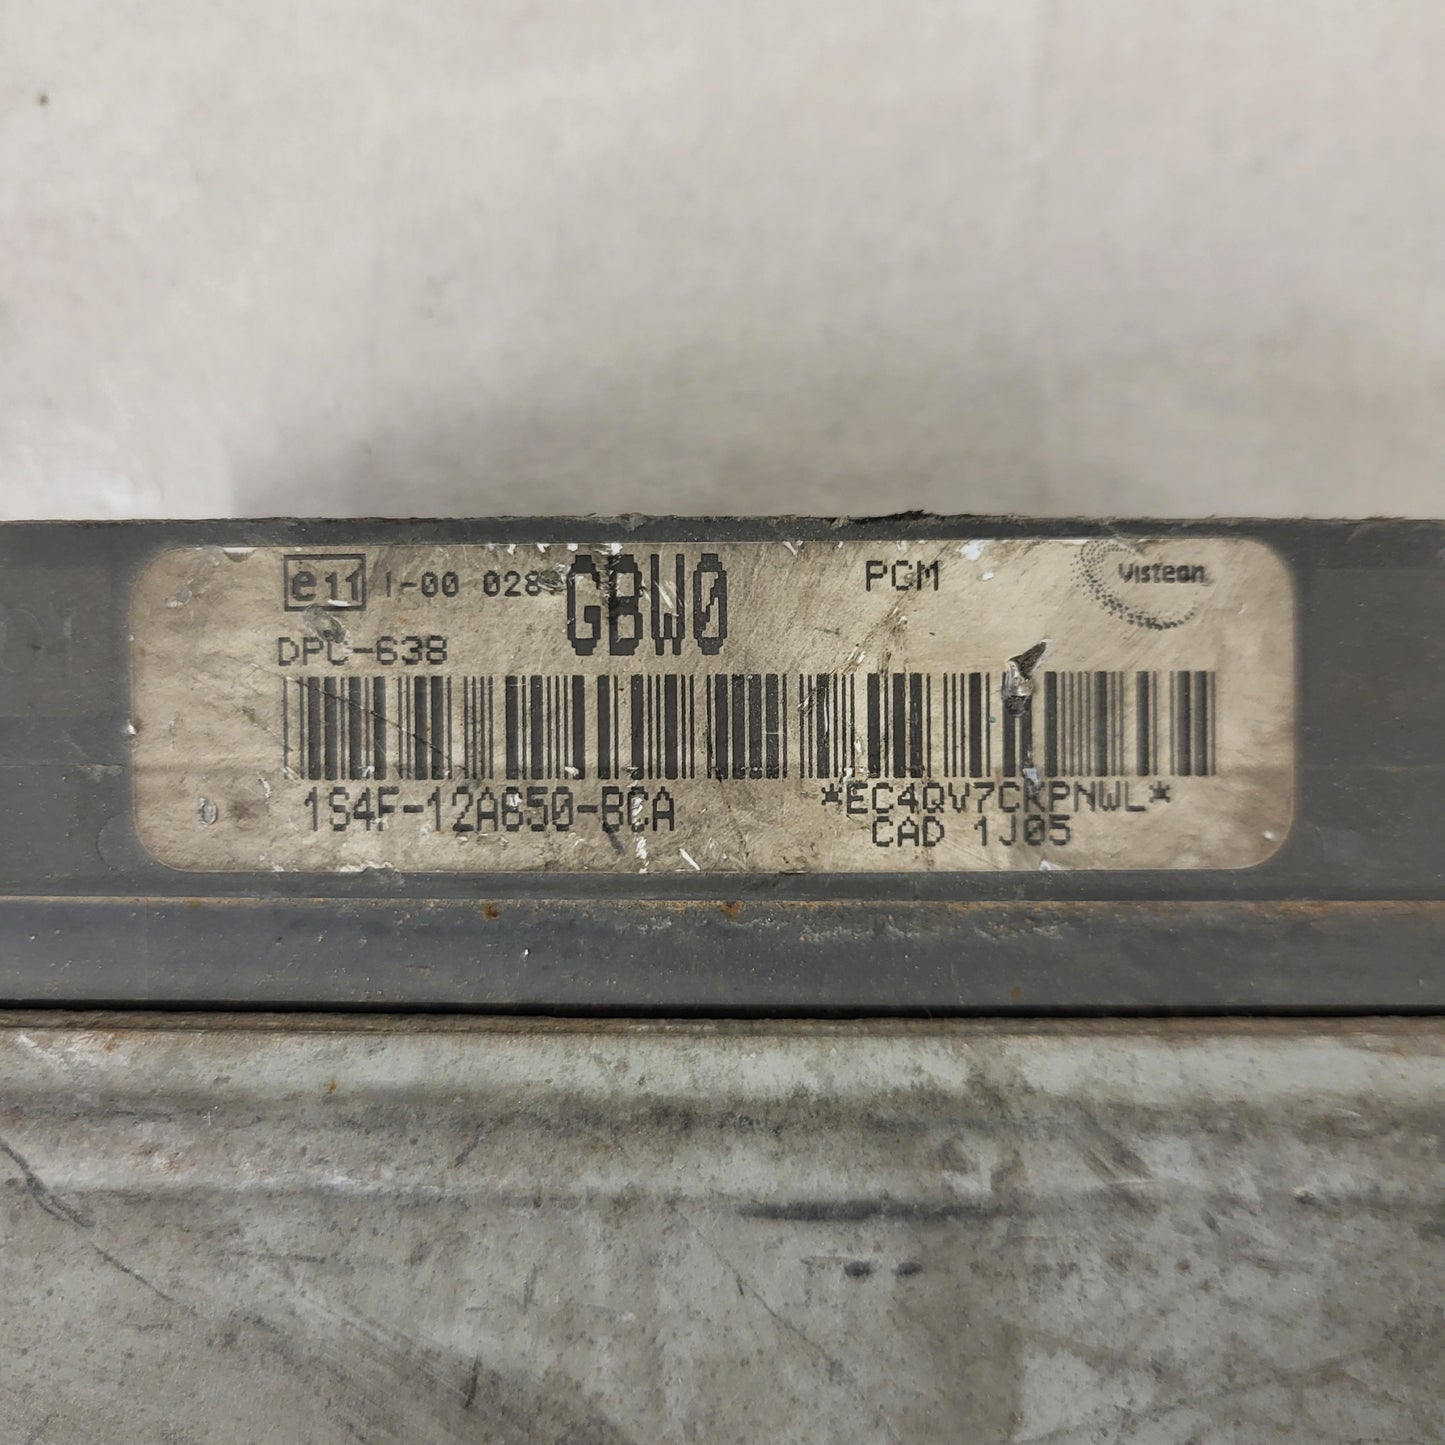 e11 1-00 028 GBW0 PCM Visteon
DPC-638
1S4F-12A650-BCA *EC4QV7CKPNWL*
CAD 1J05